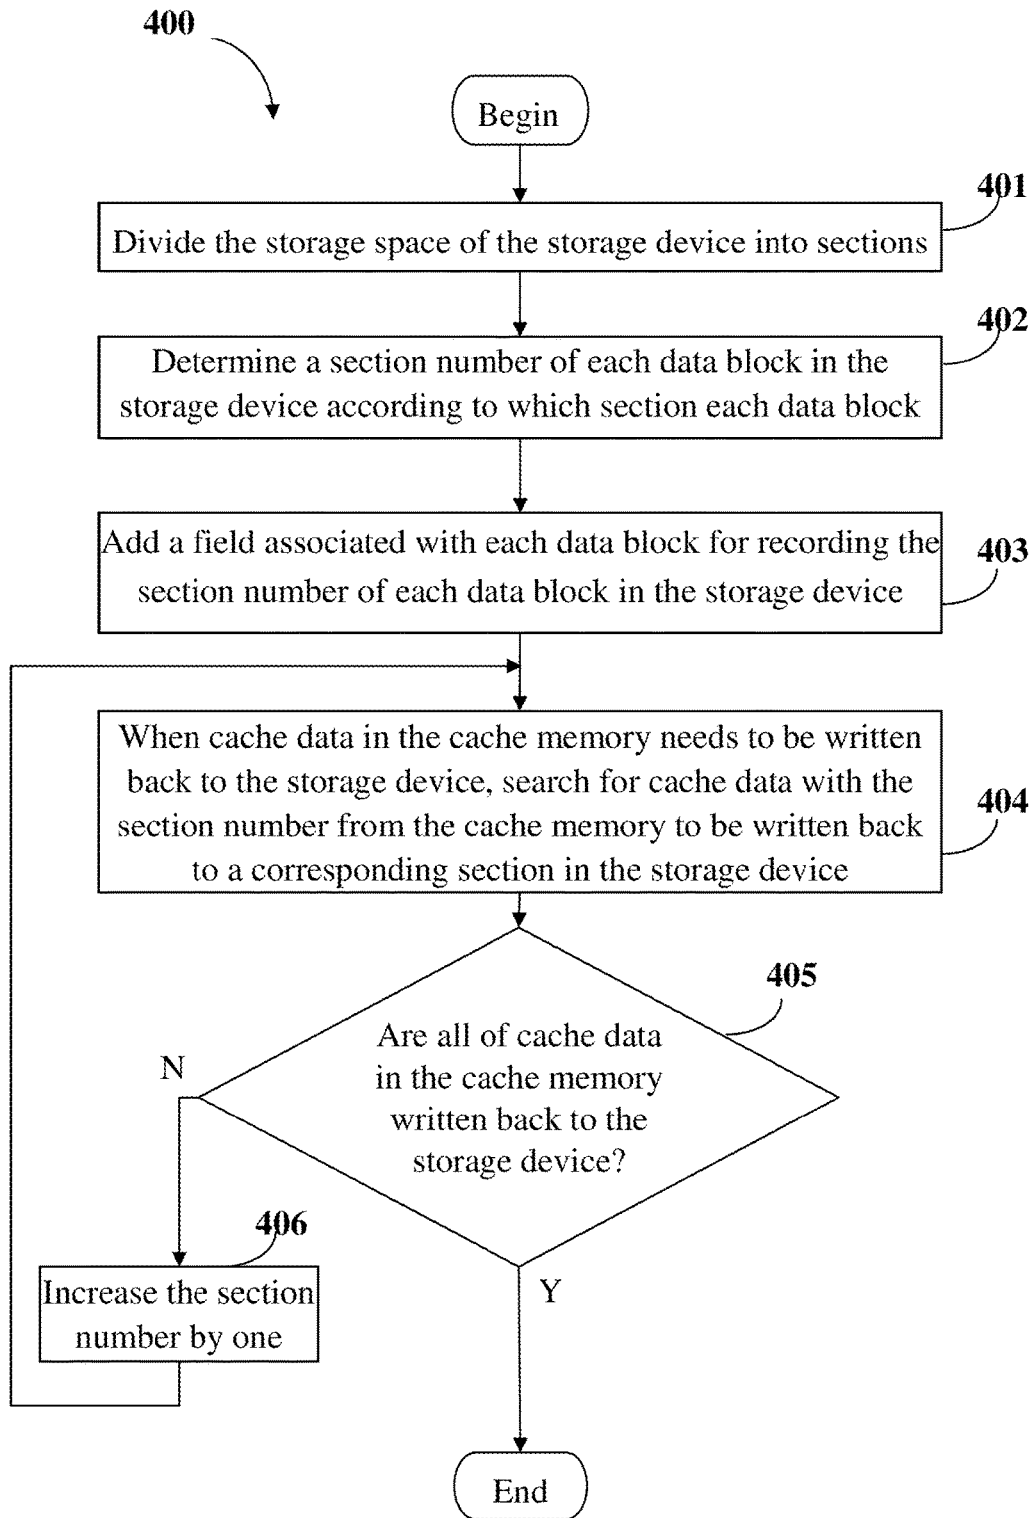 400
Begin
401
Divide the storage space of the storage device into sections
402
Determine a section number of each data block in the
storage device according to which section each data block
Add a field associated with each data block for recording the
section number of each data block in the storage device
403
When cache data in the cache memory needs to be written
back to the storage device, search for cache data with the
section number from the cache memory to be written back
to a corresponding section in the storage device
404
405
Are all of cache data
in the cache memory
written back to the
storage device?
N
406
Increase the section
number by one
Y
End